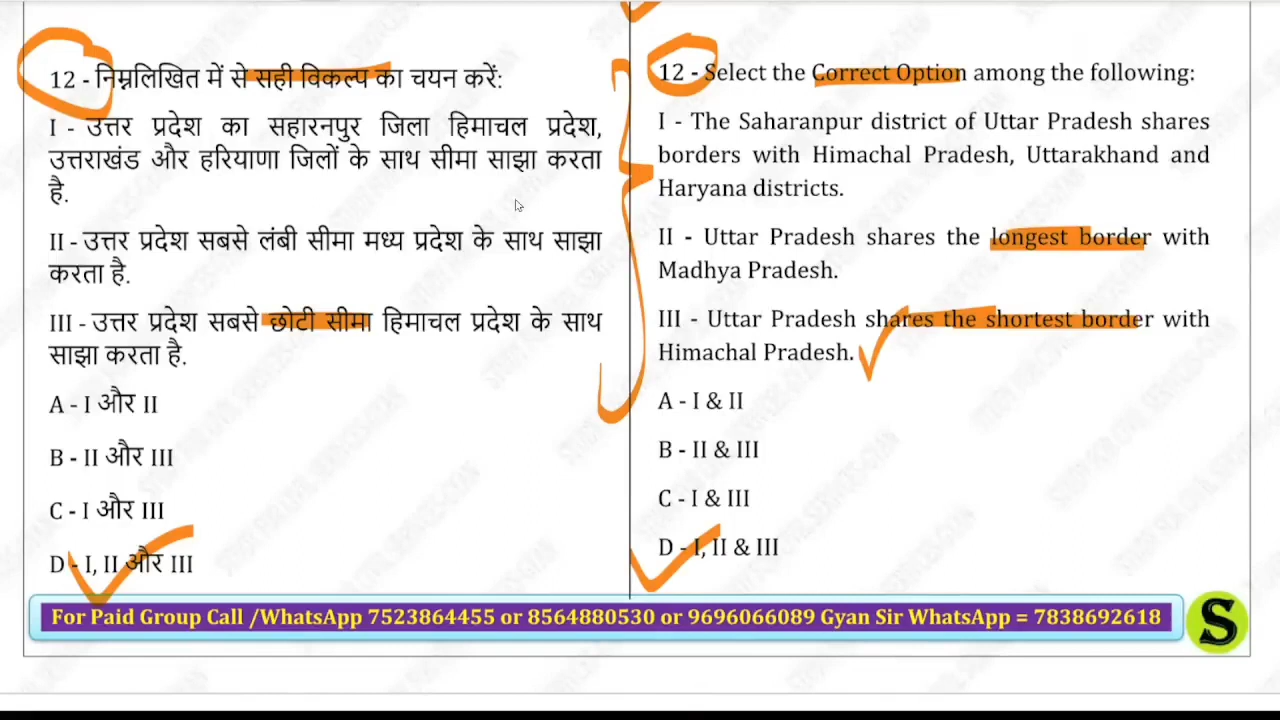 12 - निम्नलिखित में से सही विकल्प का चयन करें:
I - उत्तर प्रदेश का सहारनपुर जिला हिमाचल प्रदेश,
उत्तराखंड और हरियाणा जिलों के साथ सीमा साझा करता
है.
II - उत्तर प्रदेश सबसे लंबी सीमा मध्य प्रदेश के साथ साझा
करता है.
III - उत्तर प्रदेश सबसे छोटी सीमा हिमाचल प्रदेश के साथ
साझा करता है.
A - I और II
B - II और III
C - I और III
D - I, II और III
12 - Select the Correct Option among the following:
I - The Saharanpur district of Uttar Pradesh shares
borders with Himachal Pradesh, Uttarakhand and
Haryana districts.
II - Uttar Pradesh shares the longest border with
Madhya Pradesh.
III - Uttar Pradesh shares the shortest border with
Himachal Pradesh.
A - I & II
B - II & III
C - I & III
D - I, II & III
For Paid Group Call /WhatsApp 7523864455 or 8564880530 or 9696066089 Gyan Sir WhatsApp = 7838692618
S